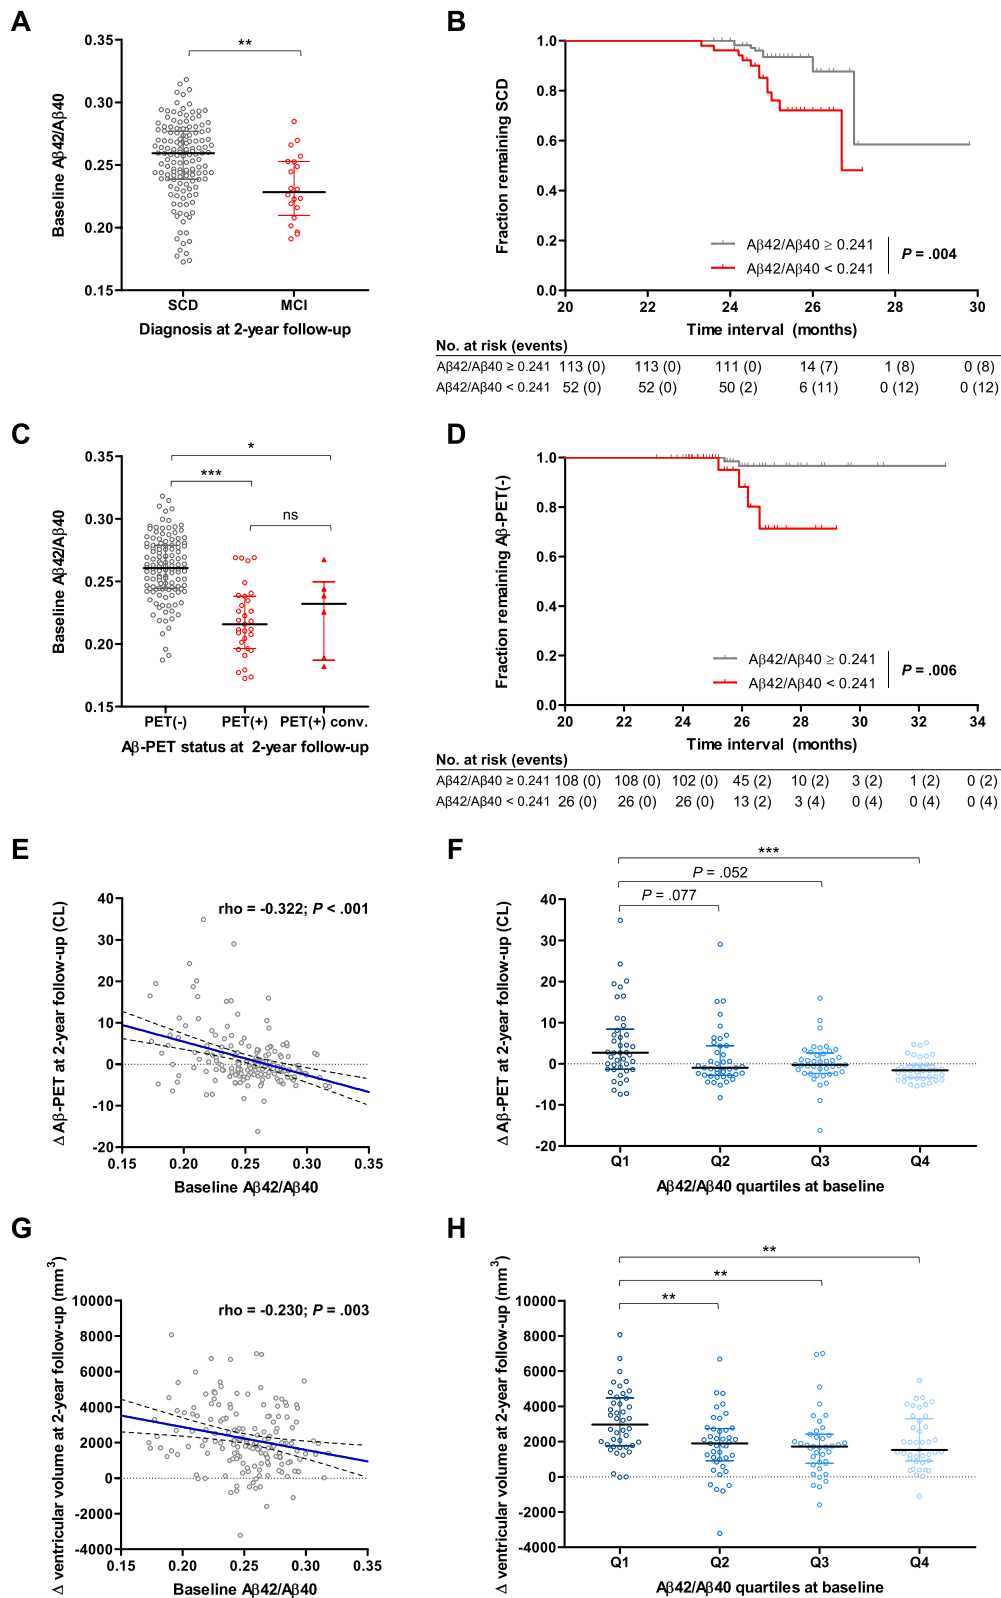 A
Baseline Aβ42/Aβ40
0.35
0.30
0.25
0.20
0.15
**
SCD
MCI
Diagnosis at 2-year follow-up
B
Fraction remaining SCD
1.0
0.8
0.6
0.4
0.2
0.0
Aβ42/Aβ40 ≥ 0.241
Aβ42/Aβ40 < 0.241
P = .004
20 22 24 26 28 30
Time interval (months)
No. at risk (events)
Aβ42/Aβ40 ≥ 0.241 113 (0) 113 (0) 111 (0) 14 (7) 1 (8) 0 (8)
Aβ42/Aβ40 < 0.241 52 (0) 52 (0) 50 (2) 6 (11) 0 (12) 0 (12)
C
Baseline Aβ42/Aβ40
0.35
0.30
0.25
0.20
0.15
*
***
ns
PET(-) PET(+) PET(+) conv.
Aβ-PET status at 2-year follow-up
D
Fraction remaining Aβ-PET(-)
1.0
0.8
0.6
0.4
0.2
0.0
Aβ42/Aβ40 ≥ 0.241
Aβ42/Aβ40 < 0.241
P = .006
20 22 24 26 28 30 32 34
Time interval (months)
No. at risk (events)
Aβ42/Aβ40 ≥ 0.241 108 (0) 108 (0) 102 (0) 45 (2) 10 (2) 3 (2) 1 (2) 0 (2)
Aβ42/Aβ40 < 0.241 26 (0) 26 (0) 26 (0) 13 (2) 3 (4) 0 (4) 0 (4) 0 (4)
E
Δ Aβ-PET at 2-year follow-up (CL)
40
30
20
10
0
-10
-20
rho = -0.322; P < .001
0.15 0.20 0.25 0.30 0.35
Baseline Aβ42/Aβ40
F
Δ Aβ-PET at 2-year follow-up (CL)
40
30
20
10
0
-10
-20
***
P = .052
P = .077
Q1 Q2 Q3 Q4
Aβ42/Aβ40 quartiles at baseline
G
Δ ventricular volume at 2-year follow-up (mm³)
10000
8000
6000
4000
2000
0
-2000
-4000
rho = -0.230; P = .003
0.15 0.20 0.25 0.30 0.35
Baseline Aβ42/Aβ40
H
Δ ventricular volume at 2-year follow-up (mm³)
10000
8000
6000
4000
2000
0
-2000
-4000
**
**
**
Q1 Q2 Q3 Q4
Aβ42/Aβ40 quartiles at baseline